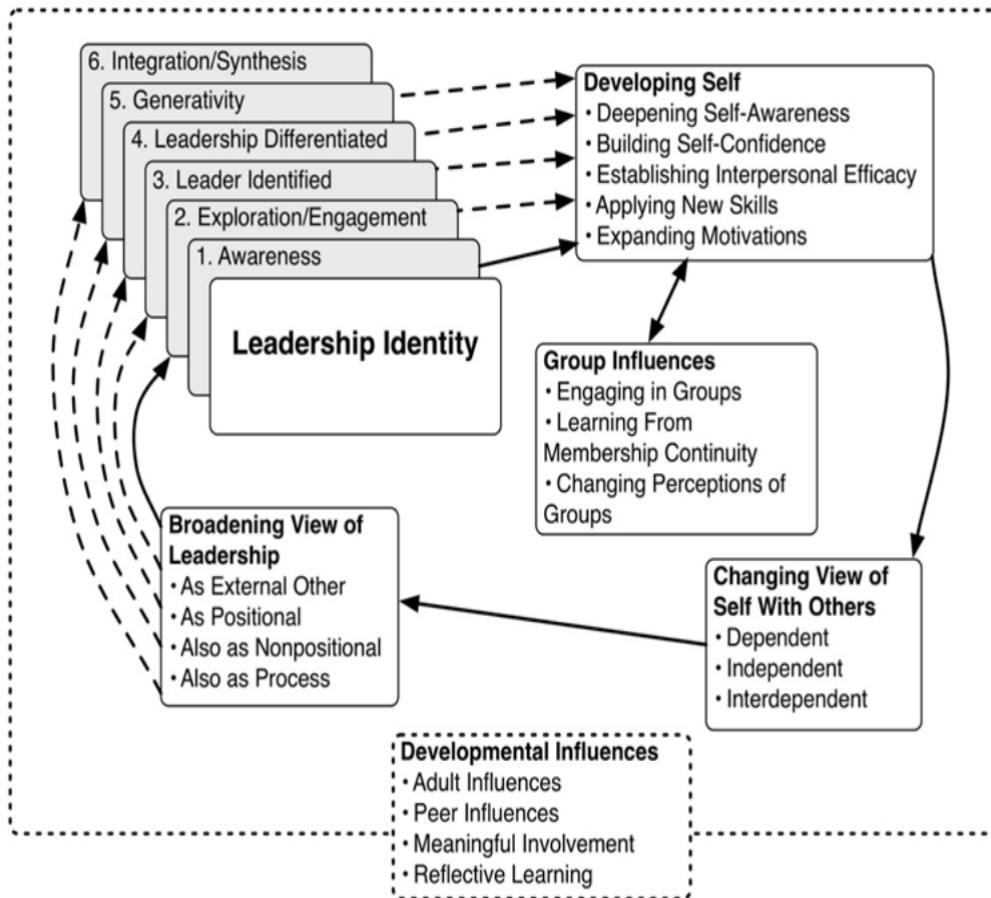 6. Integration/Synthesis
5. Generativity
4. Leadership Differentiated
3. Leader Identified
2. Exploration/Engagement
1. Awareness
Leadership Identity
Developing Self
• Deepening Self-Awareness
• Building Self-Confidence
• Establishing Interpersonal Efficacy
• Applying New Skills
• Expanding Motivations
Group Influences
• Engaging in Groups
• Learning From
Membership Continuity
• Changing Perceptions of
Groups
Broadening View of
Leadership
• As External Other
• As Positional
• Also as Nonpositional
• Also as Process
Changing View of
Self With Others
• Dependent
• Independent
• Interdependent
Developmental Influences
• Adult Influences
• Peer Influences
• Meaningful Involvement
• Reflective Learning